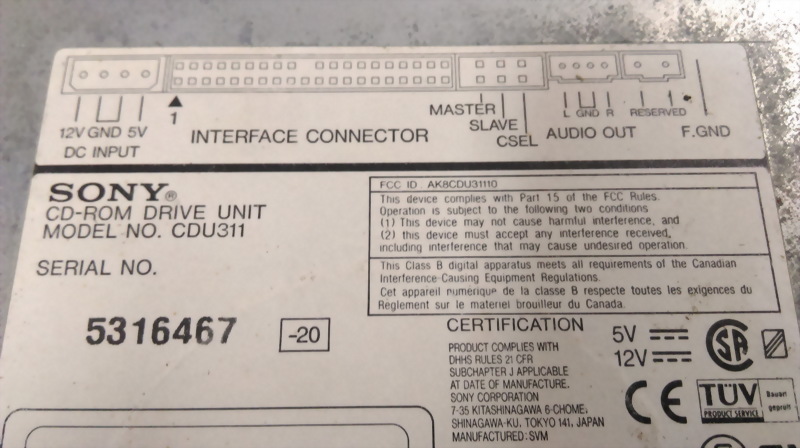 1
12V GND 5V
DC INPUT
INTERFACE CONNECTOR
MASTER
SLAVE
CSEL
L GND R
AUDIO OUT
RESERVED
F.GND
SONY®
CD-ROM DRIVE UNIT
MODEL NO. CDU311
SERIAL NO.
5316467 -20
FCC ID AK8CDU31110
This device complies with Part 15 of the FCC Rules.
Operation is subject to the following two conditions
(1) This device may not cause harmful interference, and
(2) this device must accept any interference received,
including interference that may cause undesired operation.
This Class B digital apparatus meets all requirements of the Canadian
Interference-Causing Equipment Regulations.
Cet appareil numerique de la classe B respecte toutes les exigences du
Reglement sur le materiel brouilleur du Canada.
CERTIFICATION
PRODUCT COMPLIES WITH
DHHS RULES 21 CFR
SUBCHAPTER J APPLICABLE
AT DATE OF MANUFACTURE.
SONY CORPORATION
7-35 KITASHINAGAWA 6-CHOME,
SHINAGAWA-KU, TOKYO 141, JAPAN
MANUFACTURED: SVM
5V
12V
SA
CE
TÜV
PRODUCT SERVICE
Bauart
geprüft